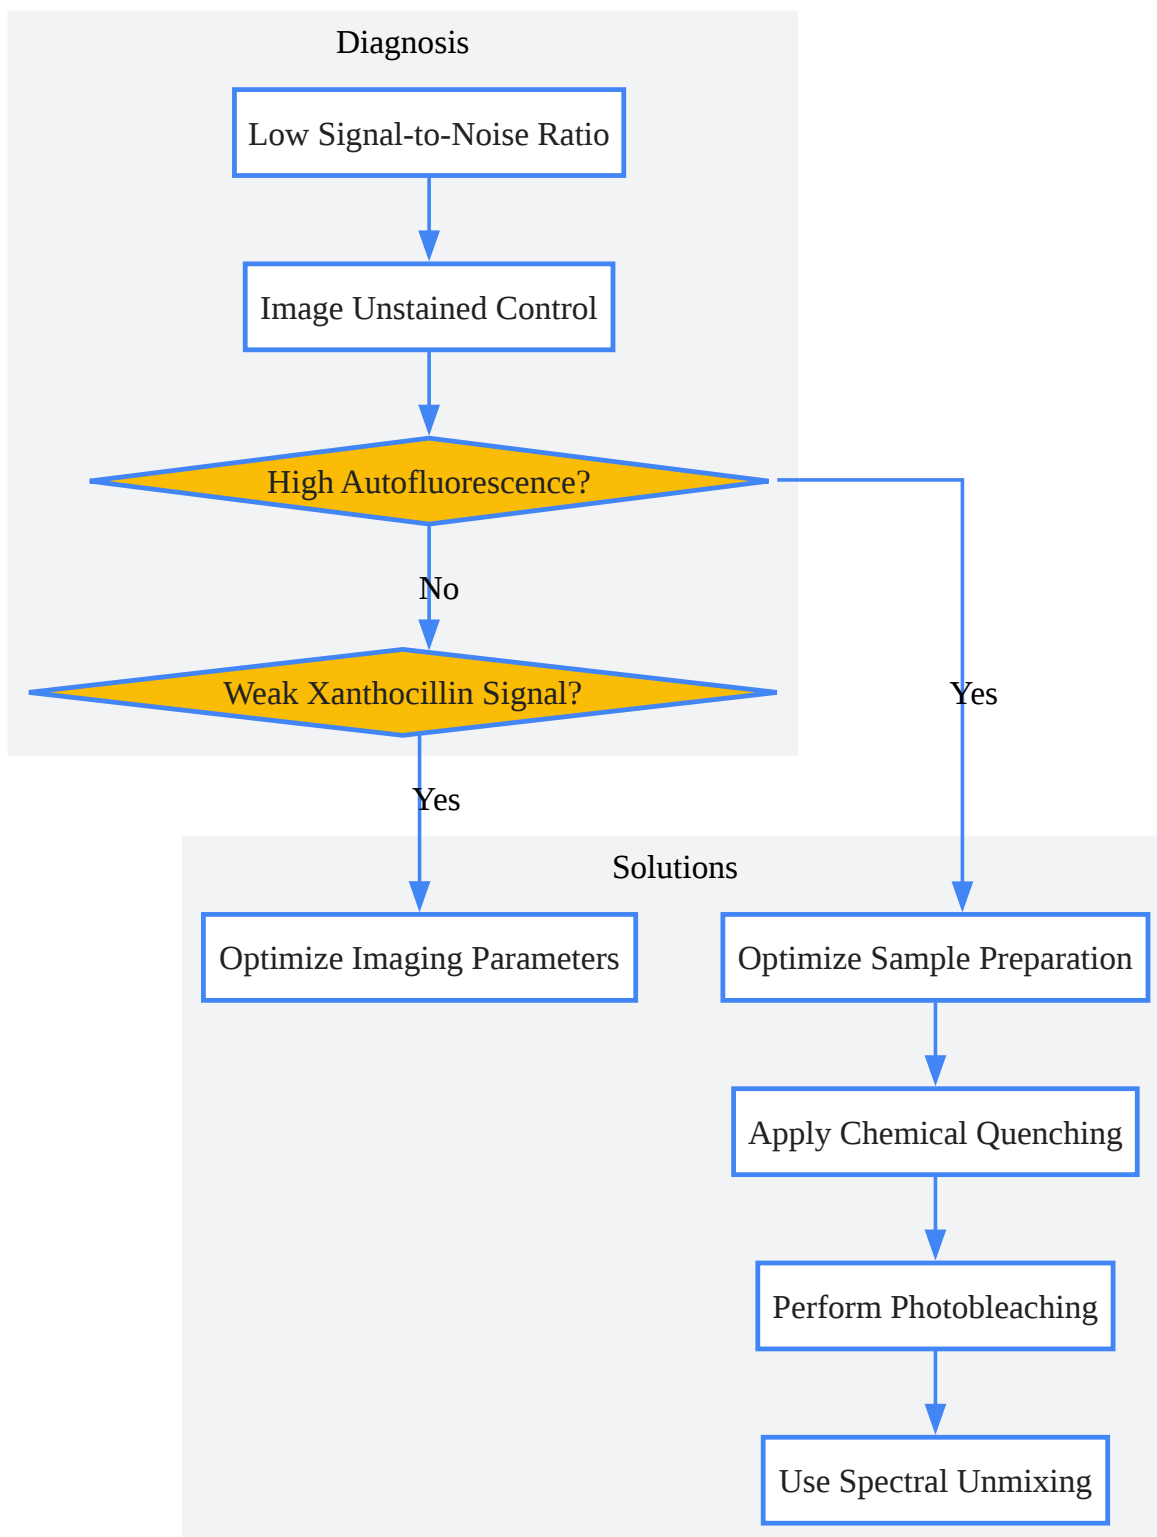 Diagnosis
Low Signal-to-Noise Ratio
Image Unstained Control
High Autofluorescence?
No
Weak Xanthocillin Signal?
Yes
Yes
Solutions
Optimize Imaging Parameters
Optimize Sample Preparation
Apply Chemical Quenching
Perform Photobleaching
Use Spectral Unmixing